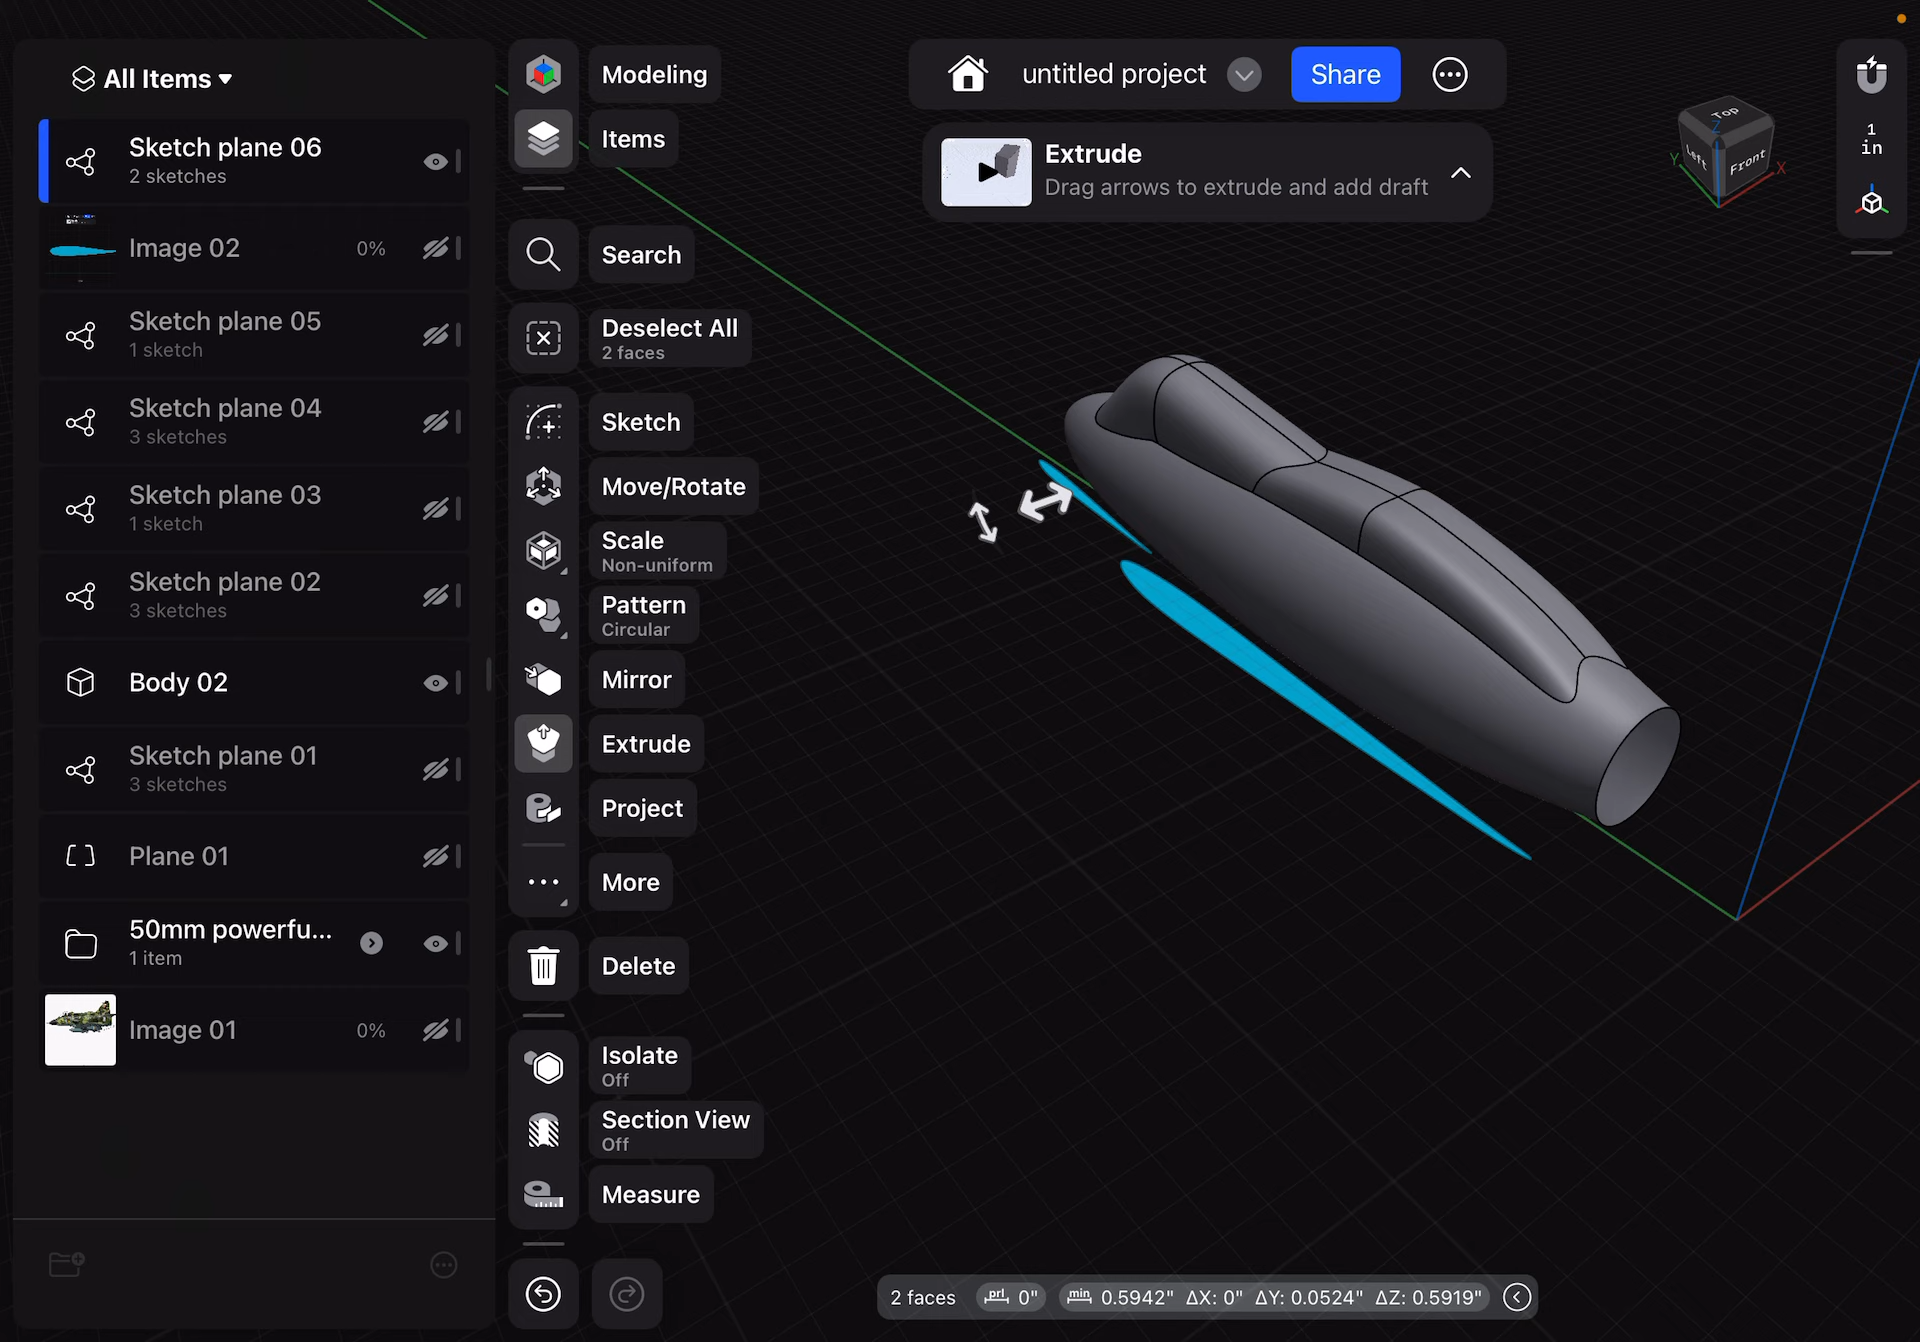 All Items
Sketch plane 06
2 sketches
Image 02
0%
Sketch plane 05
1 sketch
Sketch plane 04
3 sketches
Sketch plane 03
1 sketch
Sketch plane 02
3 sketches
Body 02
Sketch plane 01
3 sketches
Plane 01
50mm powerfu...
1 item
Image 01
0%
Modeling
Items
Search
Deselect All
2 faces
Sketch
Move/Rotate
Scale
Non-uniform
Pattern
Circular
Mirror
Extrude
Project
More
Delete
Isolate
Off
Section View
Off
Measure
untitled project
Share
Extrude
Drag arrows to extrude and add draft
Top
Z
Left
Front
Y
X
1
in
2 faces
prl 0"
min 0.5942" ΔX: 0" ΔY: 0.0524" ΔZ: 0.5919"